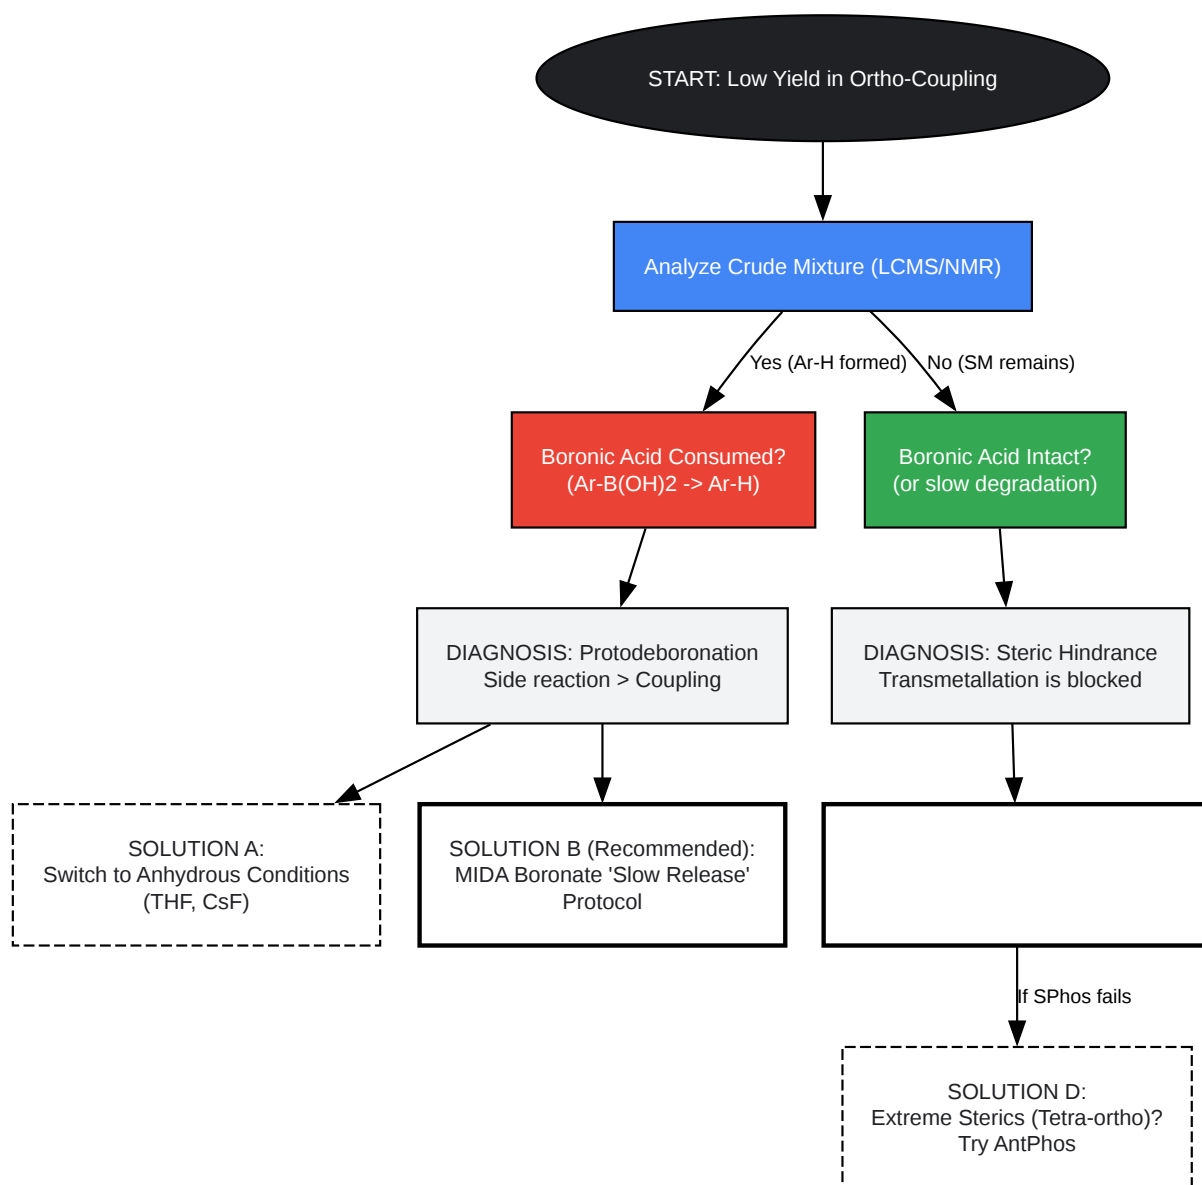 START: Low Yield in Ortho-Coupling
Analyze Crude Mixture (LCMS/NMR)
Yes (Ar-H formed)
No (SM remains)
Boronic Acid Consumed?
(Ar-B(OH)2 -> Ar-H)
Boronic Acid Intact?
(or slow degradation)
DIAGNOSIS: Protodeboronation
Side reaction > Coupling
DIAGNOSIS: Steric Hindrance
Transmetallation is blocked
SOLUTION A:
Switch to Anhydrous Conditions
(THF, CsF)
SOLUTION B (Recommended):
MIDA Boronate 'Slow Release'
Protocol
If SPhos fails
SOLUTION D:
Extreme Sterics (Tetra-ortho)?
Try AntPhos